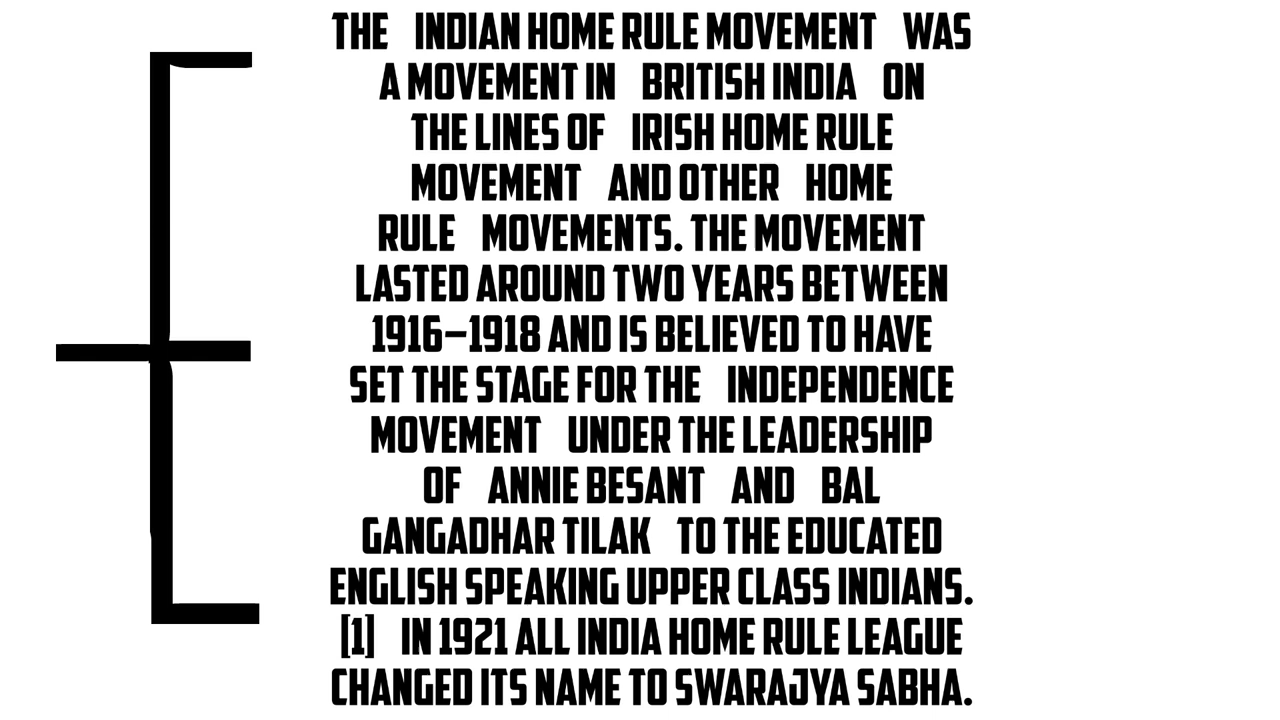 THE INDIAN HOME RULE MOVEMENT WAS
A MOVEMENT IN BRITISH INDIA ON
THE LINES OF IRISH HOME RULE
MOVEMENT AND OTHER HOME
RULE MOVEMENTS. THE MOVEMENT
LASTED AROUND TWO YEARS BETWEEN
1916–1918 AND IS BELIEVED TO HAVE
SET THE STAGE FOR THE INDEPENDENCE
MOVEMENT UNDER THE LEADERSHIP
OF ANNIE BESANT AND BAL
GANGADHAR TILAK TO THE EDUCATED
ENGLISH SPEAKING UPPER CLASS INDIANS.
[1] IN 1921 ALL INDIA HOME RULE LEAGUE
CHANGED ITS NAME TO SWARAJYA SABHA.